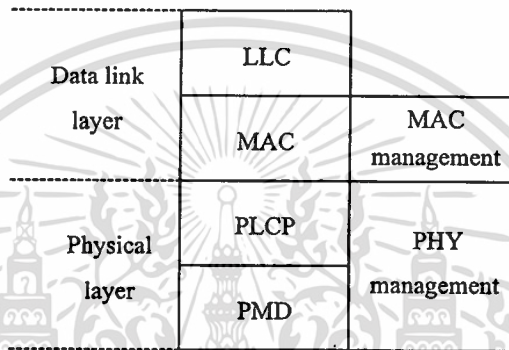 Data link
layer
LLC
MAC
MAC
management
Physical
layer
PLCP
PMD
PHY
management